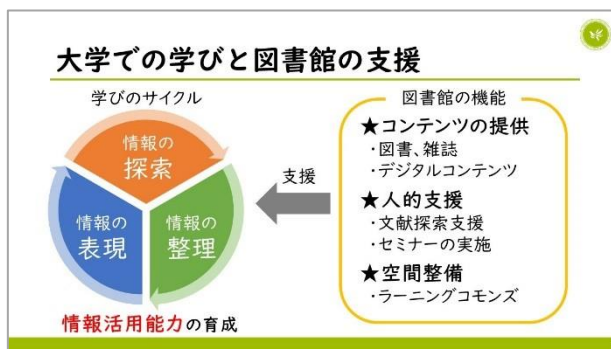 大学での学びと図書館の支援
学びのサイクル
情報の
探索
情報の
表現
情報の
整理
情報活用能力の育成
支援
図書館の機能
★コンテンツの提供
・図書、雑誌
・デジタルコンテンツ
★人的支援
・文献探索支援
・セミナーの実施
★空間整備
・ラーニングコモンズ